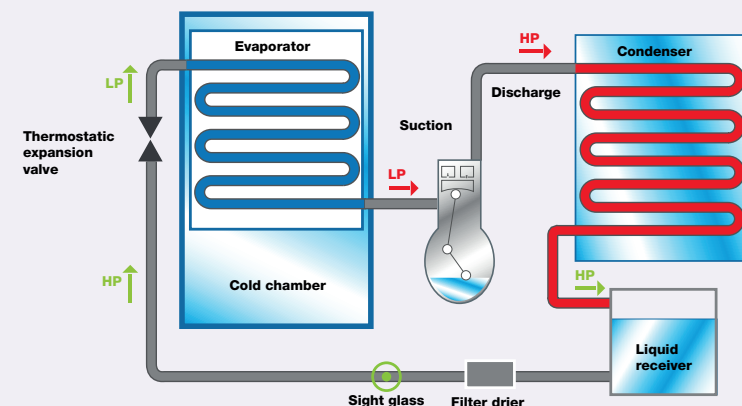 HP
Evaporator
Condenser
LP
Discharge
Suction
Thermostatic
expansion
valve
LP
HP
HP
Cold chamber
Liquid
receiver
Sight glass
Filter drier